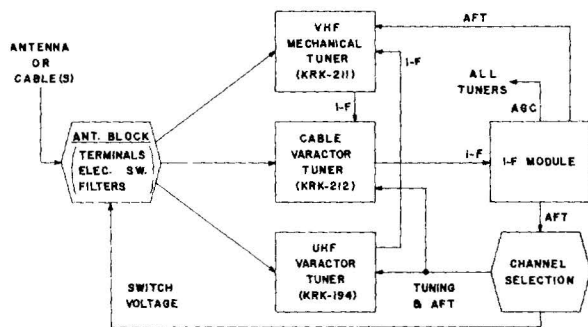 VHF
MECHANICAL
TUNER
(KRK-211)
AFT
ANTENNA
OR
CABLE(S)
I-F
ALL
TUNERS
AGC
I-F
ANT. BLOCK
TERMINALS
ELEC. SW.
FILTERS
CABLE
VARACTOR
TUNER
(KRK-212)
I-F
I-F MODULE
AFT
UHF
VARACTOR
TUNER
(KRK-194)
CHANNEL
SELECTION
SWITCH
VOLTAGE
TUNING
& AFT